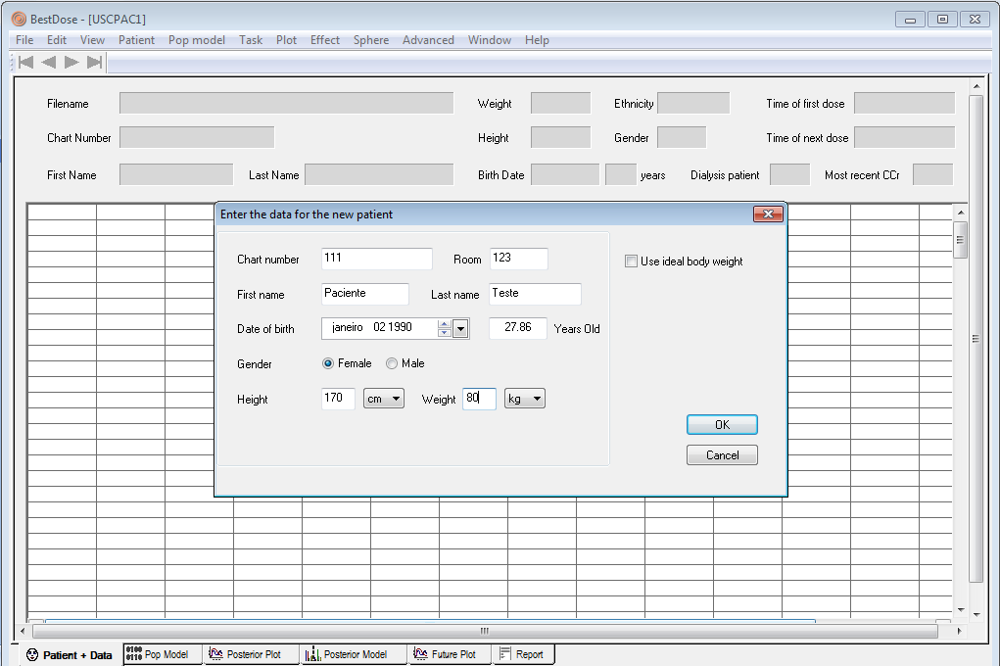 BestDose - [USCPAC1]
File Edit View Patient Pop model Task Plot Effect Sphere Advanced Window Help
Filename Weight Ethnicity Time of first dose
Chart Number Height Gender Time of next dose
First Name Last Name Birth Date years Dialysis patient Most recent CCr
Enter the data for the new patient
Chart number 111 Room 123 Use ideal body weight
First name Paciente Last name Teste
Date of birth janeiro 02 1990 27.86 Years Old
Gender Female Male
Height 170 cm Weight 80 kg
OK
Cancel
Patient + Data Pop Model Posterior Plot Posterior Model Future Plot Report